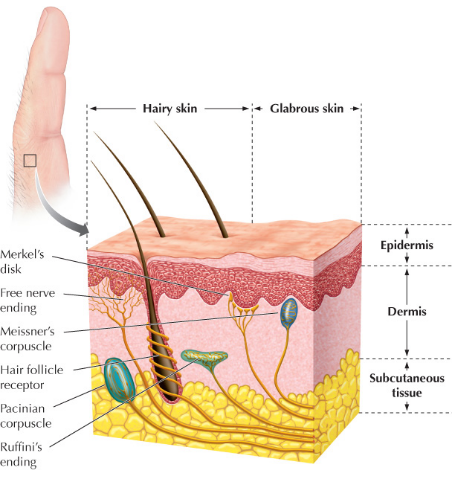 Hairy skin
Glabrous skin
Epidermis
Dermis
Subcutaneous
tissue
Merkel's
disk
Free nerve
ending
Meissner's
corpuscle
Hair follicle
receptor
Pacinian
corpuscle
Ruffini's
ending